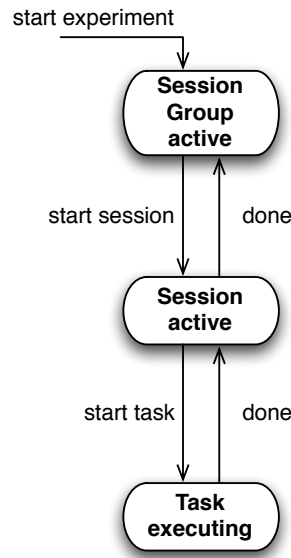 start experiment
Session
Group
active
start session
done
Session
active
start task
done
Task
executing